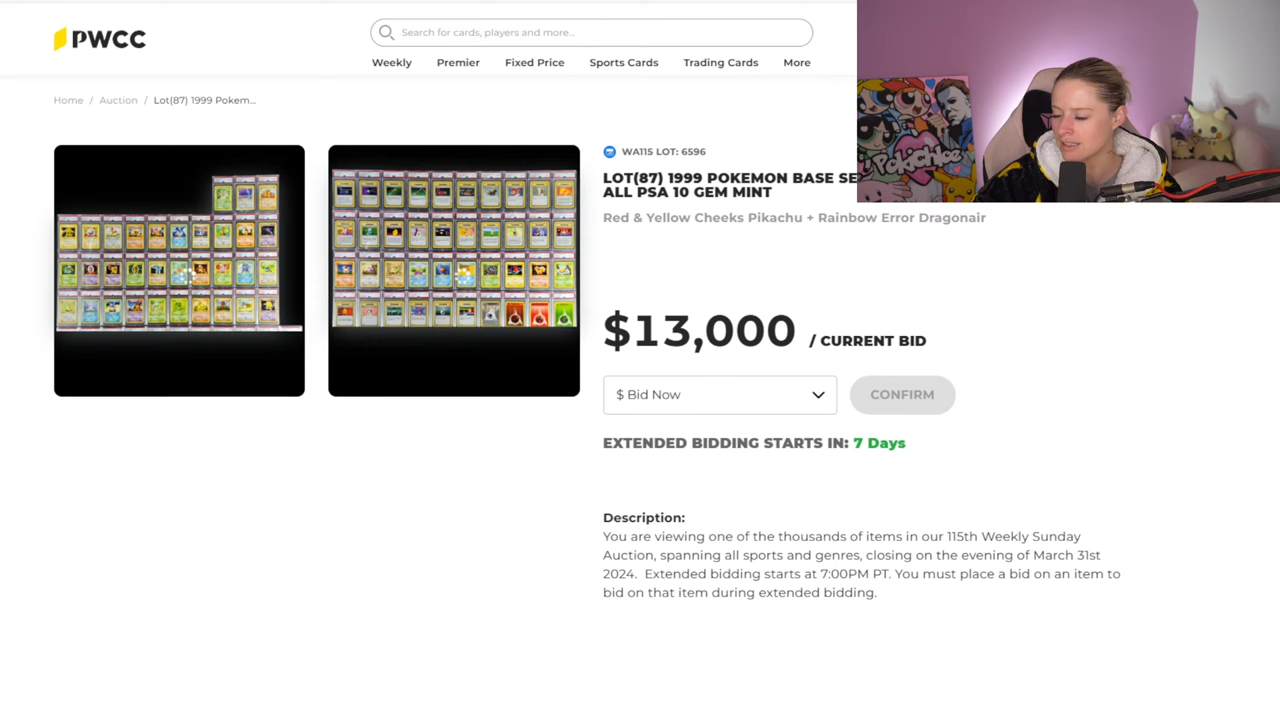 PWCC
Search for cards, players and more...
Weekly Premier Fixed Price Sports Cards Trading Cards More
Home / Auction / Lot(87) 1999 Pokem...
WA115 LOT: 6596
LOT(87) 1999 POKEMON BASE SE
ALL PSA 10 GEM MINT
Red & Yellow Cheeks Pikachu + Rainbow Error Dragonair
$13,000 / CURRENT BID
$ Bid Now
CONFIRM
EXTENDED BIDDING STARTS IN: 7 Days
Description:
You are viewing one of the thousands of items in our 115th Weekly Sunday
Auction, spanning all sports and genres, closing on the evening of March 31st
2024. Extended bidding starts at 7:00PM PT. You must place a bid on an item to
bid on that item during extended bidding.